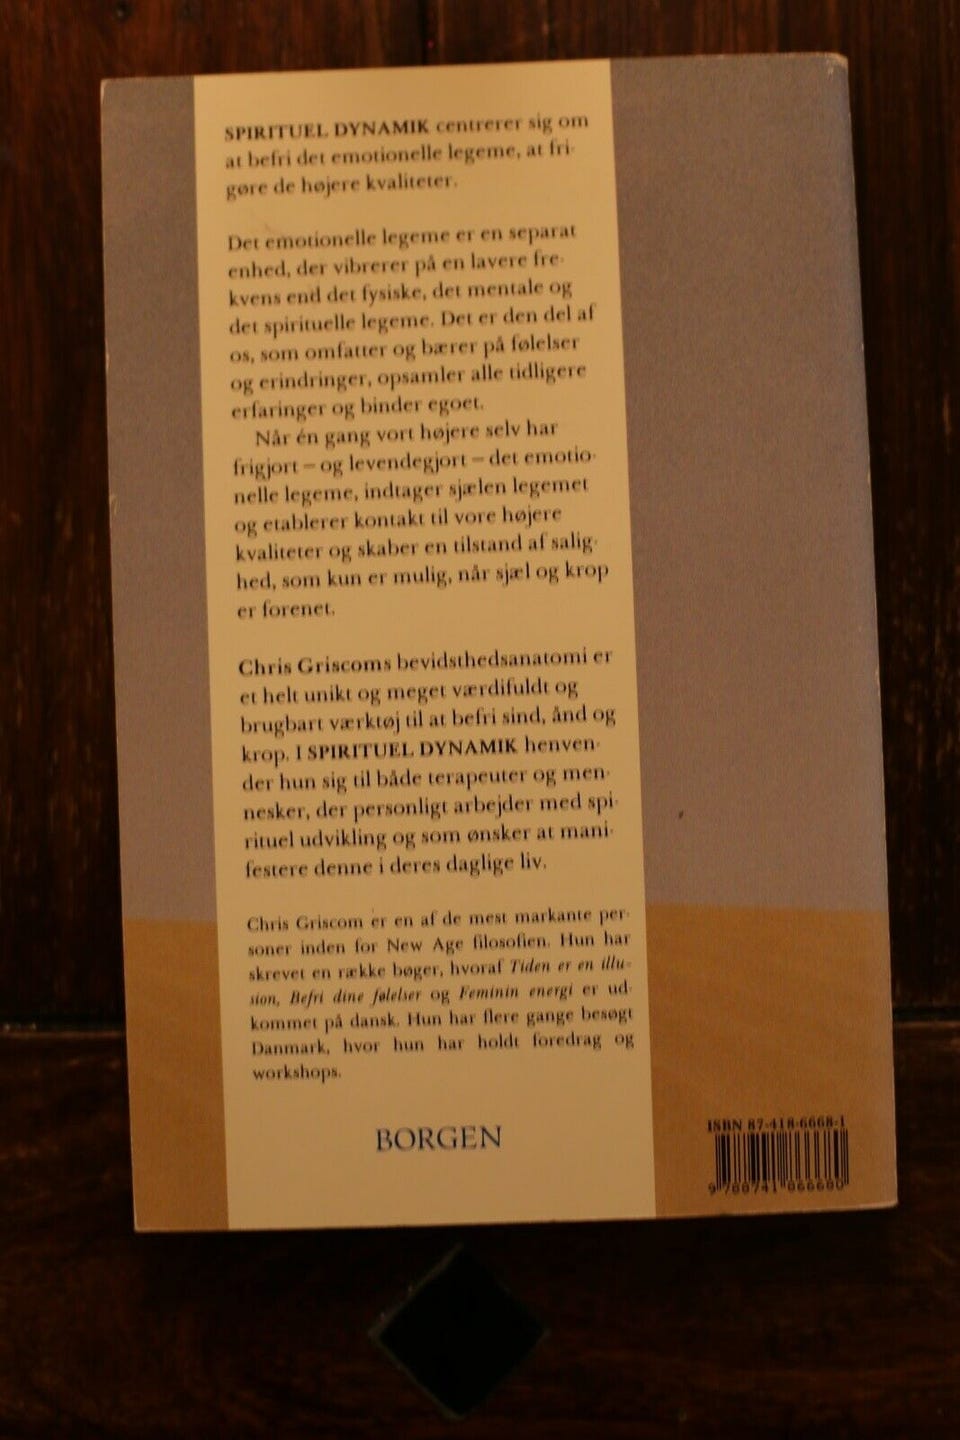 SPIRITUEL DYNAMIK centrerer sig om
at befri det emotionelle legeme, at fri-
gøre de højere kvaliteter.
Det emotionelle legeme er en separat
enhed, der vibrerer på en lavere fre-
kvens end det fysiske, det mentale og
det spirituelle legeme. Det er den del af
os, som omfatter og bærer på følelser
og erindringer, opsamler alle tidligere
erfaringer og binder egoet.
Når én gang vort højere selv har
frigjort – og levendegjort – det emotio-
nelle legeme, indtager sjælen legemet
og etablerer kontakt til vore højere
kvaliteter og skaber en tilstand af salig-
hed, som kun er mulig, når sjæl og krop
er forenet.
Chris Griscoms bevidsthedsanatomi er
et helt unikt og meget værdifuldt og
brugbart værktøj til at befri sind, ånd og
krop. I SPIRITUEL DYNAMIK henven-
der hun sig til både terapeuter og men-
nesker, der personligt arbejder med spi-
rituel udvikling og som ønsker at mani-
festere denne i deres daglige liv.
Chris Griscom er en af de mest markante per-
soner inden for New Age filosofien. Hun har
skrevet en række bøger, hvoraf Tiden er en illu-
sion, Befri dine følelser og Feminin energi er ud-
kommet på dansk. Hun har flere gange besøgt
Danmark, hvor hun har holdt foredrag og
workshops.
BORGEN
ISBN 87-418-6668-1
9 788741 866680